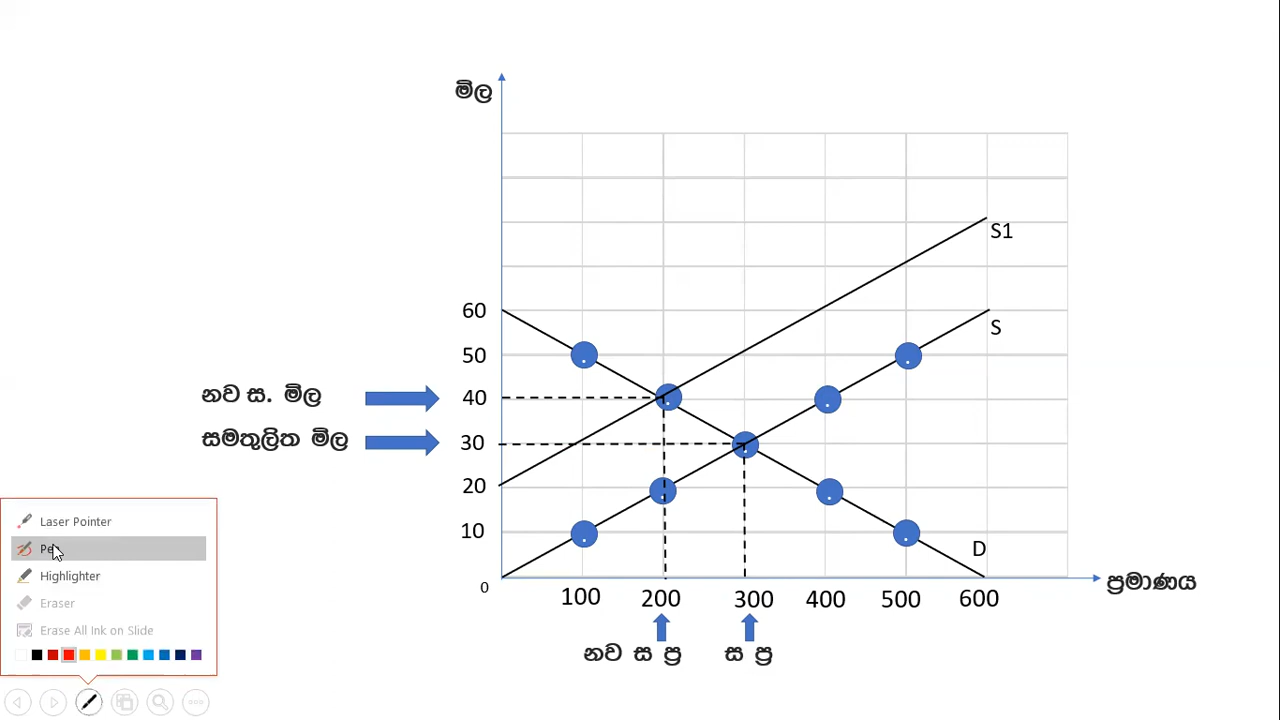 මිල
S1
S
60
50
නව ස. මිල
40
සමතුලිත මිල
30
20
10
D
0
ප්‍රමාණය
100 200 300 400 500 600
නව ස ප්‍ර ස ප්‍ර
Laser Pointer
Highlighter
Eraser
Erase All Ink on Slide